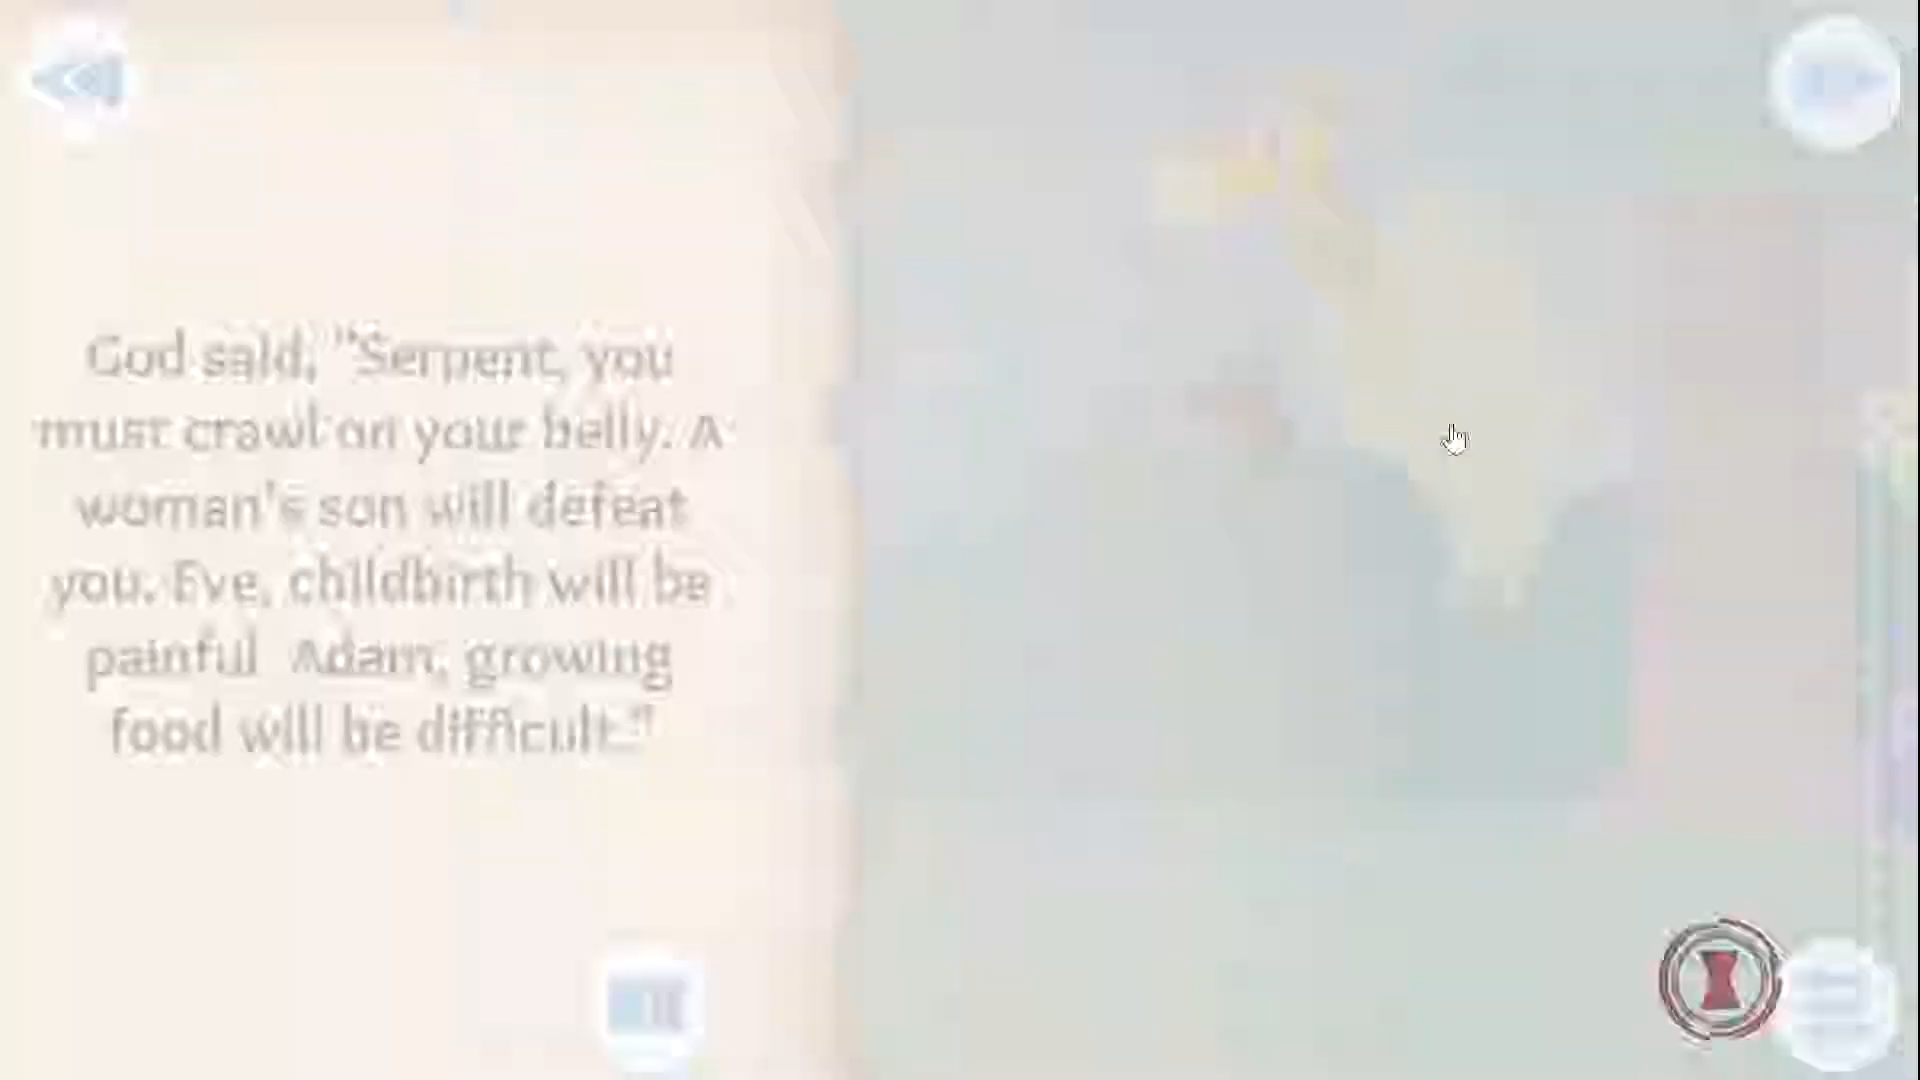 God said, "Serpent, you
must crawl on your belly. A
woman's son will defeat
you. Eve, childbirth will be
painful. Adam, growing
food will be difficult."